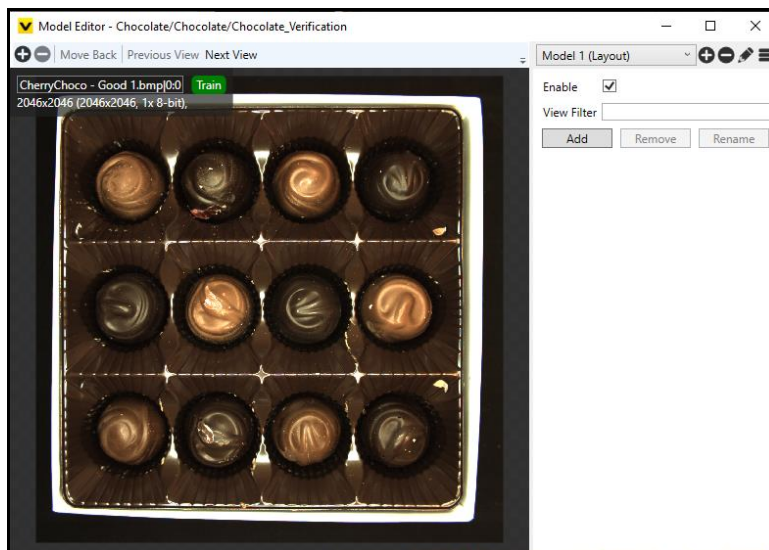 Model Editor - Chocolate/Chocolate/Chocolate_Verification
Move Back Previous View Next View
Model 1 (Layout)
CherryChoco - Good 1.bmp|0:0 Train
2046x2046 (2046x2046, 1x 8-bit),
Enable
View Filter
Add Remove Rename